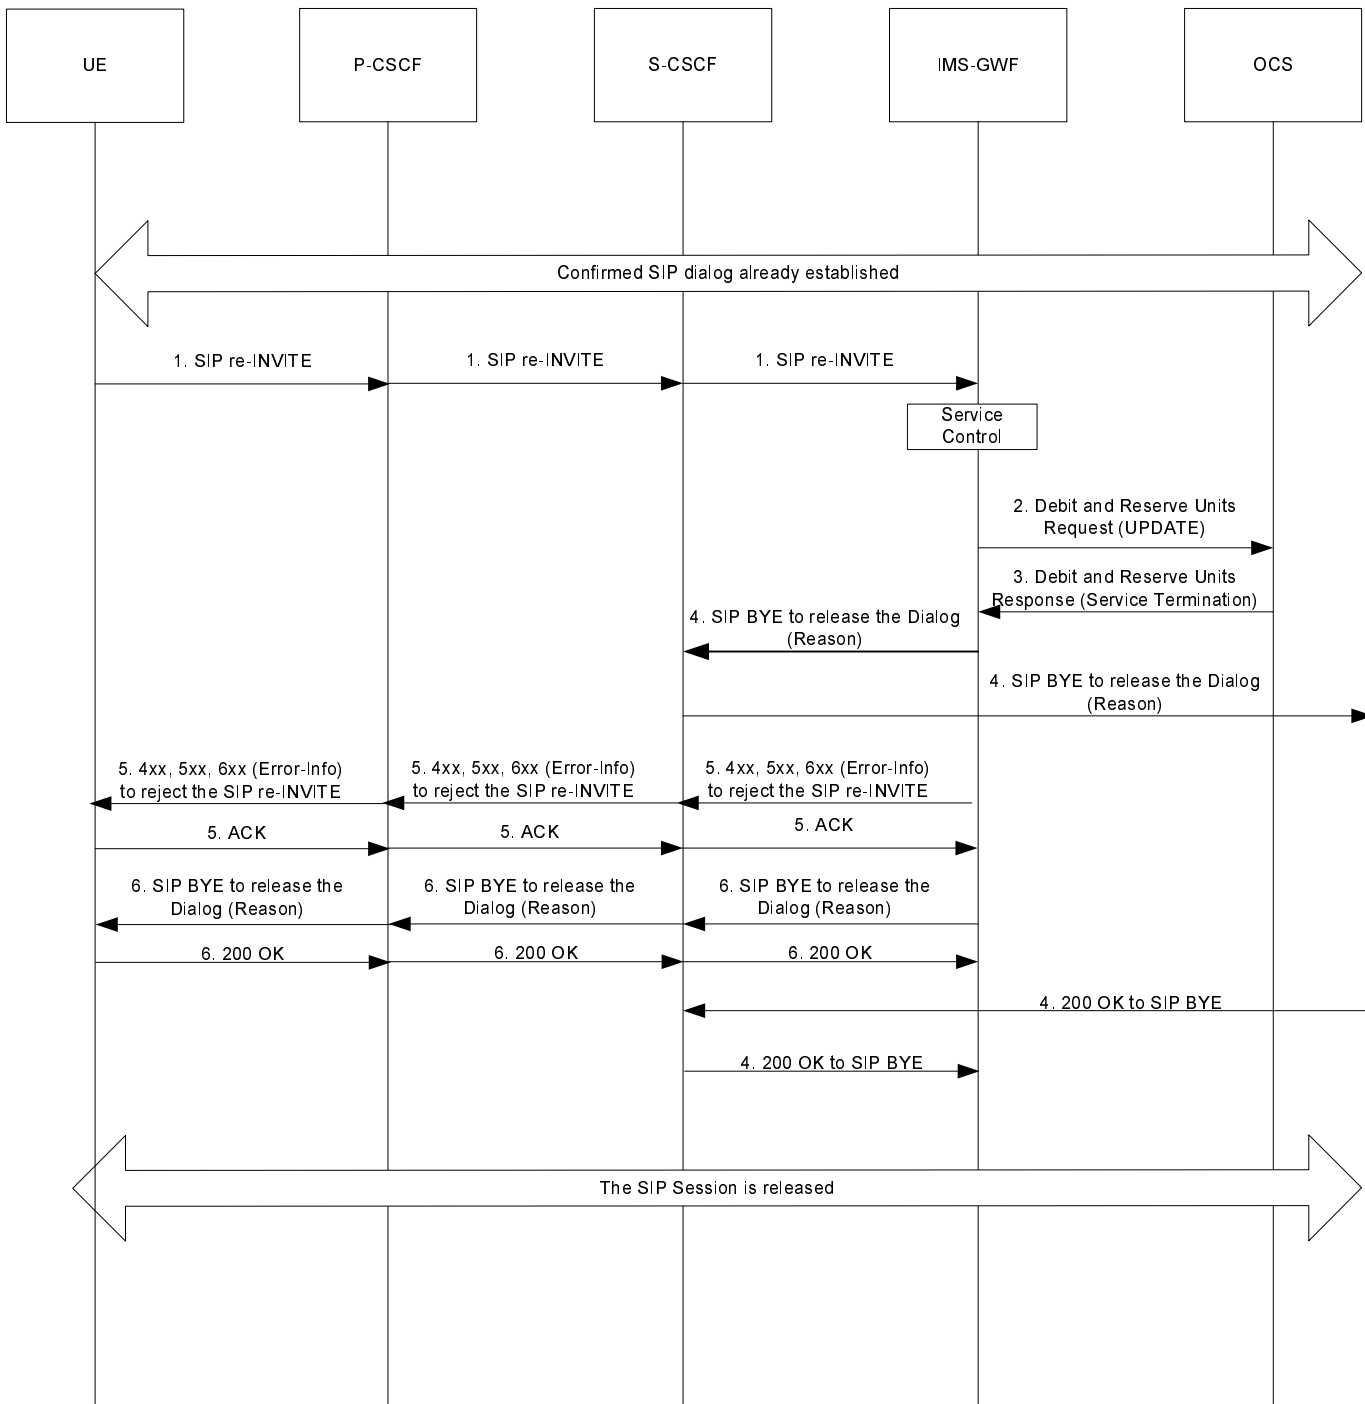 UE
P-CSCF
S-CSCF
IMS-GWF
OCS
Confirmed SIP dialog already established
1. SIP re-INVITE
1. SIP re-INVITE
1. SIP re-INVITE
Service
Control
2. Debit and Reserve Units
Request (UPDATE)
3. Debit and Reserve Units
Response (Service Termination)
4. SIP BYE to release the Dialog
(Reason)
4. SIP BYE to release the Dialog
(Reason)
5. 4xx, 5xx, 6xx (Error-Info)
to reject the SIP re-INVITE
5. 4xx, 5xx, 6xx (Error-Info)
to reject the SIP re-INVITE
5. 4xx, 5xx, 6xx (Error-Info)
to reject the SIP re-INVITE
5. ACK
5. ACK
5. ACK
6. SIP BYE to release the
Dialog (Reason)
6. SIP BYE to release the
Dialog (Reason)
6. SIP BYE to release the
Dialog (Reason)
6. 200 OK
6. 200 OK
6. 200 OK
4. 200 OK to SIP BYE
4. 200 OK to SIP BYE
The SIP Session is released